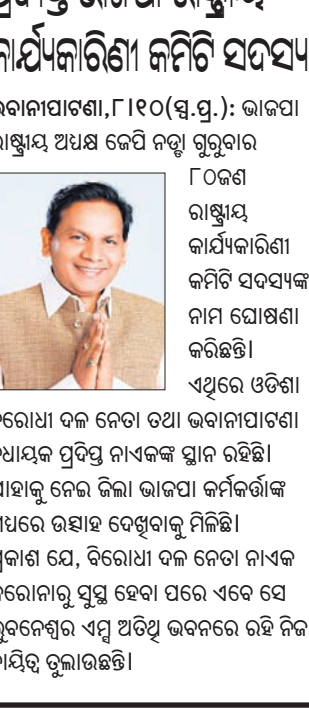 କାର୍ଯ୍ୟକାରିଣୀ କମିଟି ସଦସ୍ୟ
ଭବାନୀପାଟଣା,୮।୧୦(ସ୍ୱ.ପ୍ର.): ଭାଜପା
ରାଷ୍ଟ୍ରୀୟ ଅଧ୍ୟକ୍ଷ ଜେପି ନଡ୍ଡା ଗୁରୁବାର
୮୦ଜଣ
ରାଷ୍ଟ୍ରୀୟ
କାର୍ଯ୍ୟକାରିଣୀ
କମିଟି ସଦସ୍ୟଙ୍କ
ନାମ ଘୋଷଣା
କରିଛନ୍ତି।
ଏଥିରେ ଓଡିଶା
ବିରୋଧୀ ଦଳ ନେତା ତଥା ଭବାନୀପାଟଣା
ବିଧାୟକ ପ୍ରଦିପ୍ତ ନାଏକଙ୍କ ସ୍ଥାନ ରହିଛି।
ଯାହାକୁ ନେଇ ଜିଲା ଭାଜପା କର୍ମକର୍ତ୍ତାଙ୍କ
ମଧ୍ୟରେ ଉତ୍ସାହ ଦେଖିବାକୁ ମିଳିଛି।
ପ୍ରକାଶ ଯେ, ବିରୋଧୀ ଦଳ ନେତା ନାଏକ
କରୋନାରୁ ସୁସ୍ଥ ହେବା ପରେ ଏବେ ସେ
ଭୁବନେଶ୍ୱର ଏମ୍ସ ଅତିଥି ଭବନରେ ରହି ନିଜ
ଦାୟିତ୍ୱ ତୁଲାଉଛନ୍ତି।